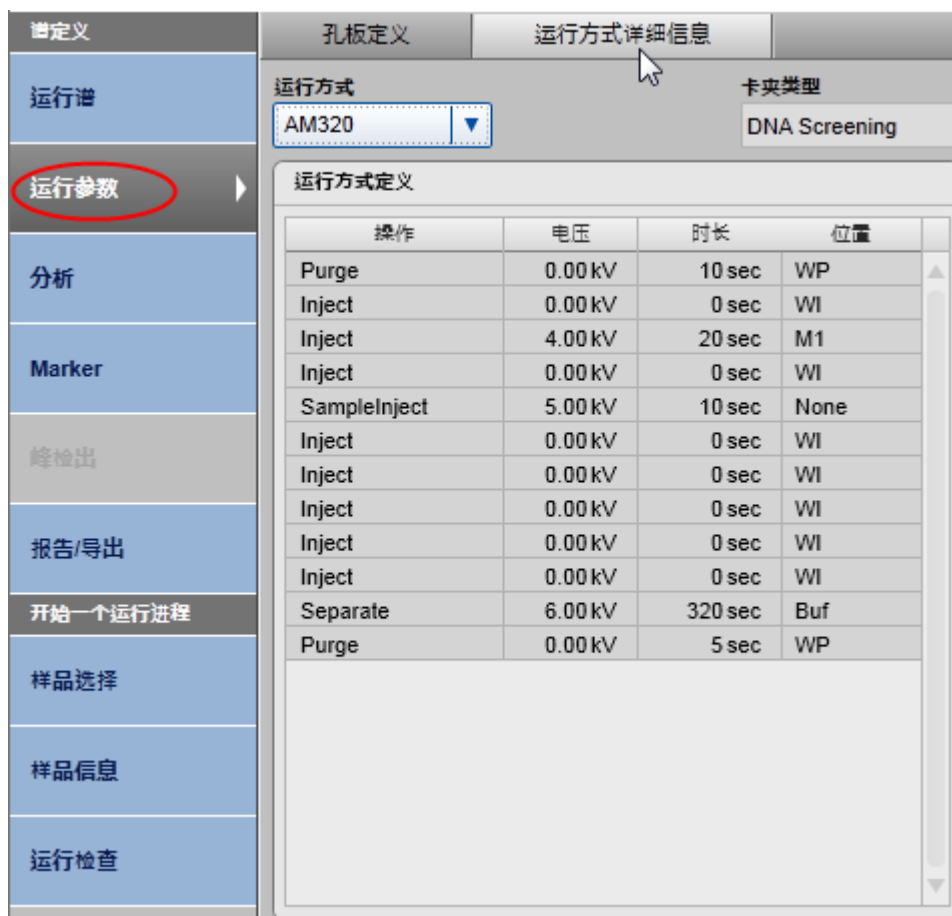 谱定义
运行谱
运行参数
分析
Marker
峰检出
报告/导出
开始一个运行进程
样品选择
样品信息
运行检查
孔板定义 运行方式详细信息
运行方式 卡夹类型
AM320 DNA Screening
运行方式定义
操作 电压 时长 位置
Purge 0.00 kV 10 sec WP
Inject 0.00 kV 0 sec WI
Inject 4.00 kV 20 sec M1
Inject 0.00 kV 0 sec WI
SampleInject 5.00 kV 10 sec None
Inject 0.00 kV 0 sec WI
Inject 0.00 kV 0 sec WI
Inject 0.00 kV 0 sec WI
Inject 0.00 kV 0 sec WI
Inject 0.00 kV 0 sec WI
Separate 6.00 kV 320 sec Buf
Purge 0.00 kV 5 sec WP